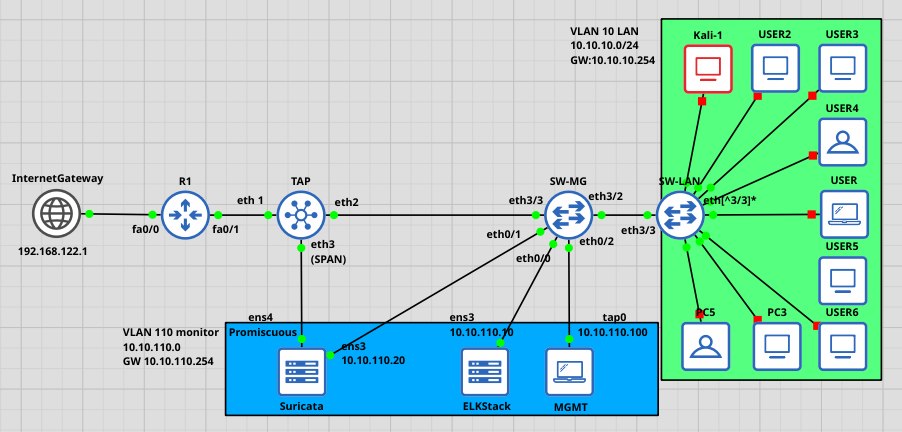 VLAN 10 LAN
10.10.10.0/24
GW:10.10.10.254
Kali-1
USER2
USER3
USER4
InternetGateway
192.168.122.1
R1
fa0/0
fa0/1
TAP
eth 1
eth2
eth3
(SPAN)
SW-MG
eth3/3
eth3/2
eth0/1
eth0/0
eth0/2
SW-LAN
eth3/3
eth[^3/3]*
USER
USER5
USER6
PC5
PC3
VLAN 110 monitor
10.10.110.0
GW 10.10.110.254
ens4
Promiscuous
ens3
10.10.110.20
Suricata
ens3
10.10.110.10
ELKStack
tap0
10.10.110.100
MGMT